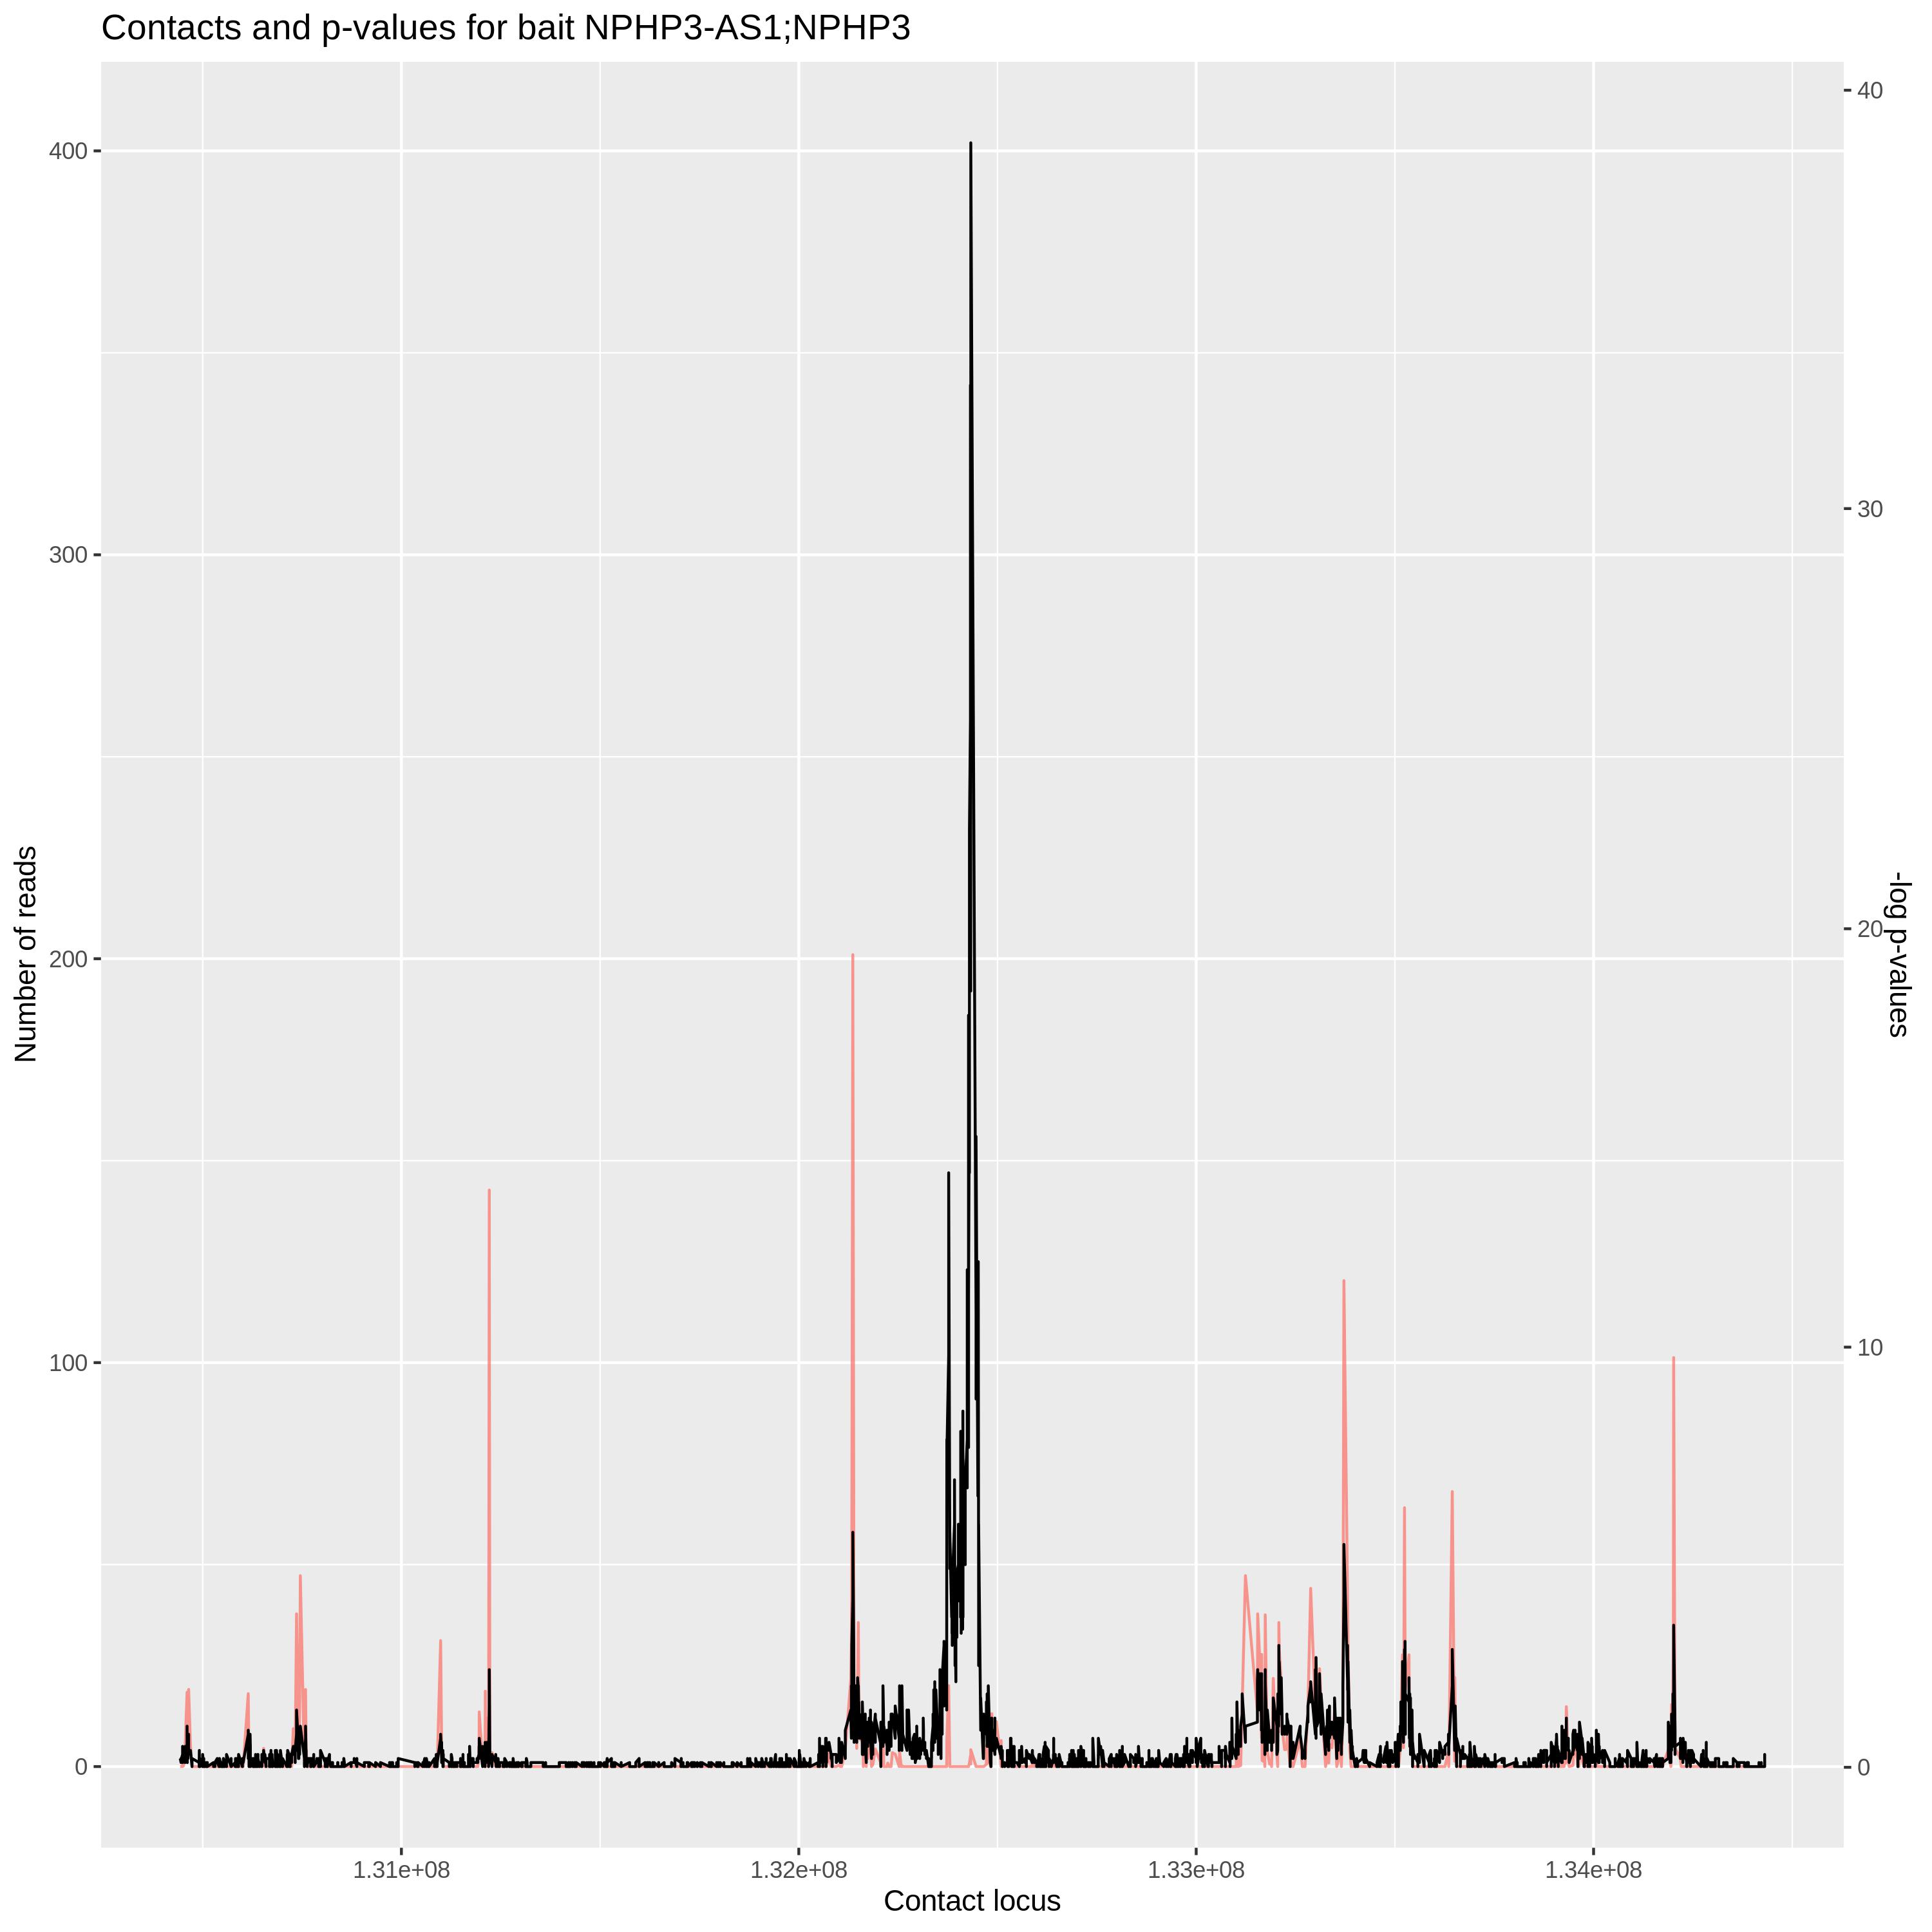 Contacts and p-values for bait NPHP3-AS1;NPHP3
400
300
200
100
0
Number of reads
40
30
20
10
0
-log p-values
1.31e+08
1.32e+08
1.33e+08
1.34e+08
Contact locus